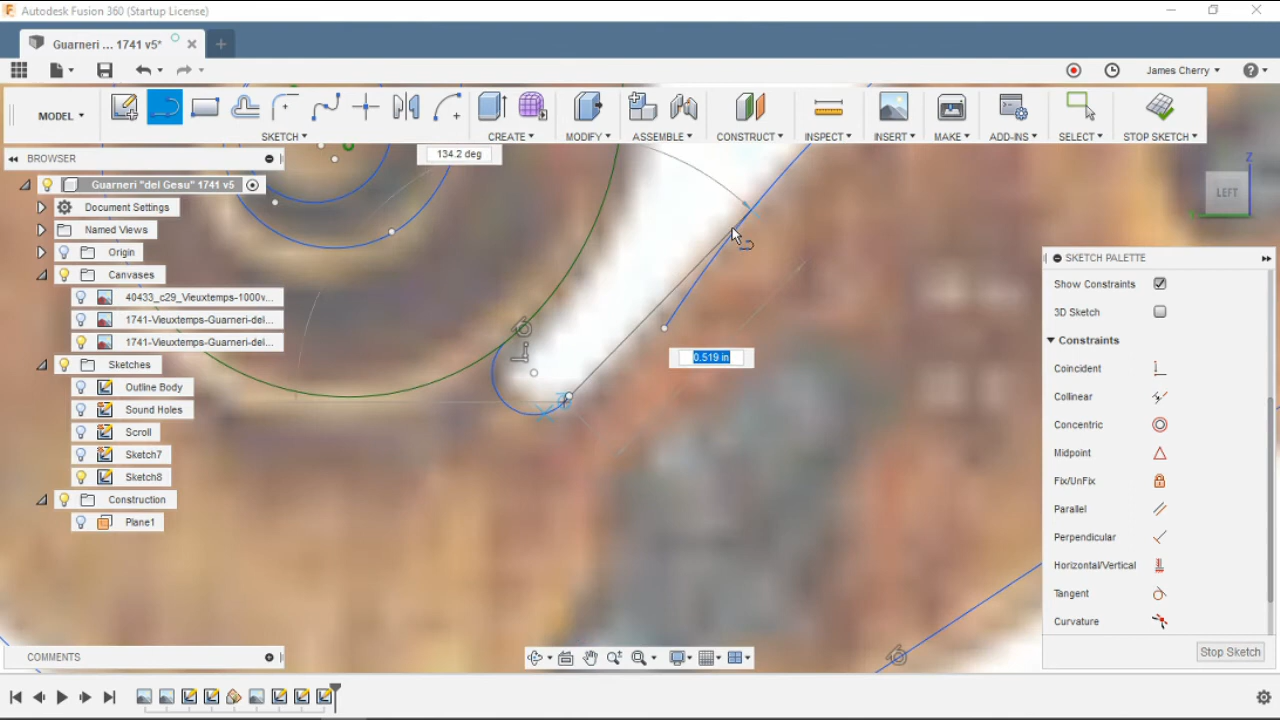 Autodesk Fusion 360 (Startup License)
Guarneri ... 1741 v5*
James Cherry
MODEL
SKETCH
CREATE
MODIFY
ASSEMBLE
CONSTRUCT
INSPECT
INSERT
MAKE
ADD-INS
SELECT
STOP SKETCH
BROWSER
134.2 deg
Guarneri "del Gesu" 1741 v5
Document Settings
Named Views
Origin
Canvases
40433_c29_Vieuxtemps-1000v...
1741-Vieuxtemps-Guarneri-del...
1741-Vieuxtemps-Guarneri-del...
Sketches
Outline Body
Sound Holes
Scroll
Sketch7
Sketch8
Construction
Plane1
Z
LEFT
0.519 in
SKETCH PALETTE
Show Constraints
3D Sketch
Constraints
Coincident
Collinear
Concentric
Midpoint
Fix/UnFix
Parallel
Perpendicular
Horizontal/Vertical
Tangent
Curvature
Stop Sketch
COMMENTS